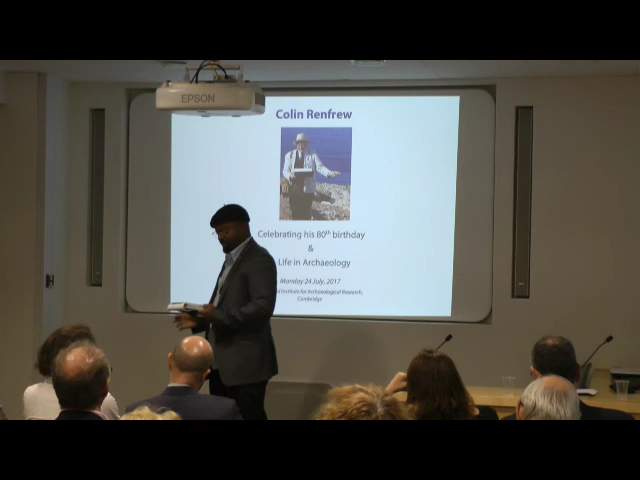 EPSON
Colin Renfrew
Celebrating his 80th birthday
&
Life in Archaeology
Monday 24 July, 2017
Institute for Archaeological Research,
Cambridge